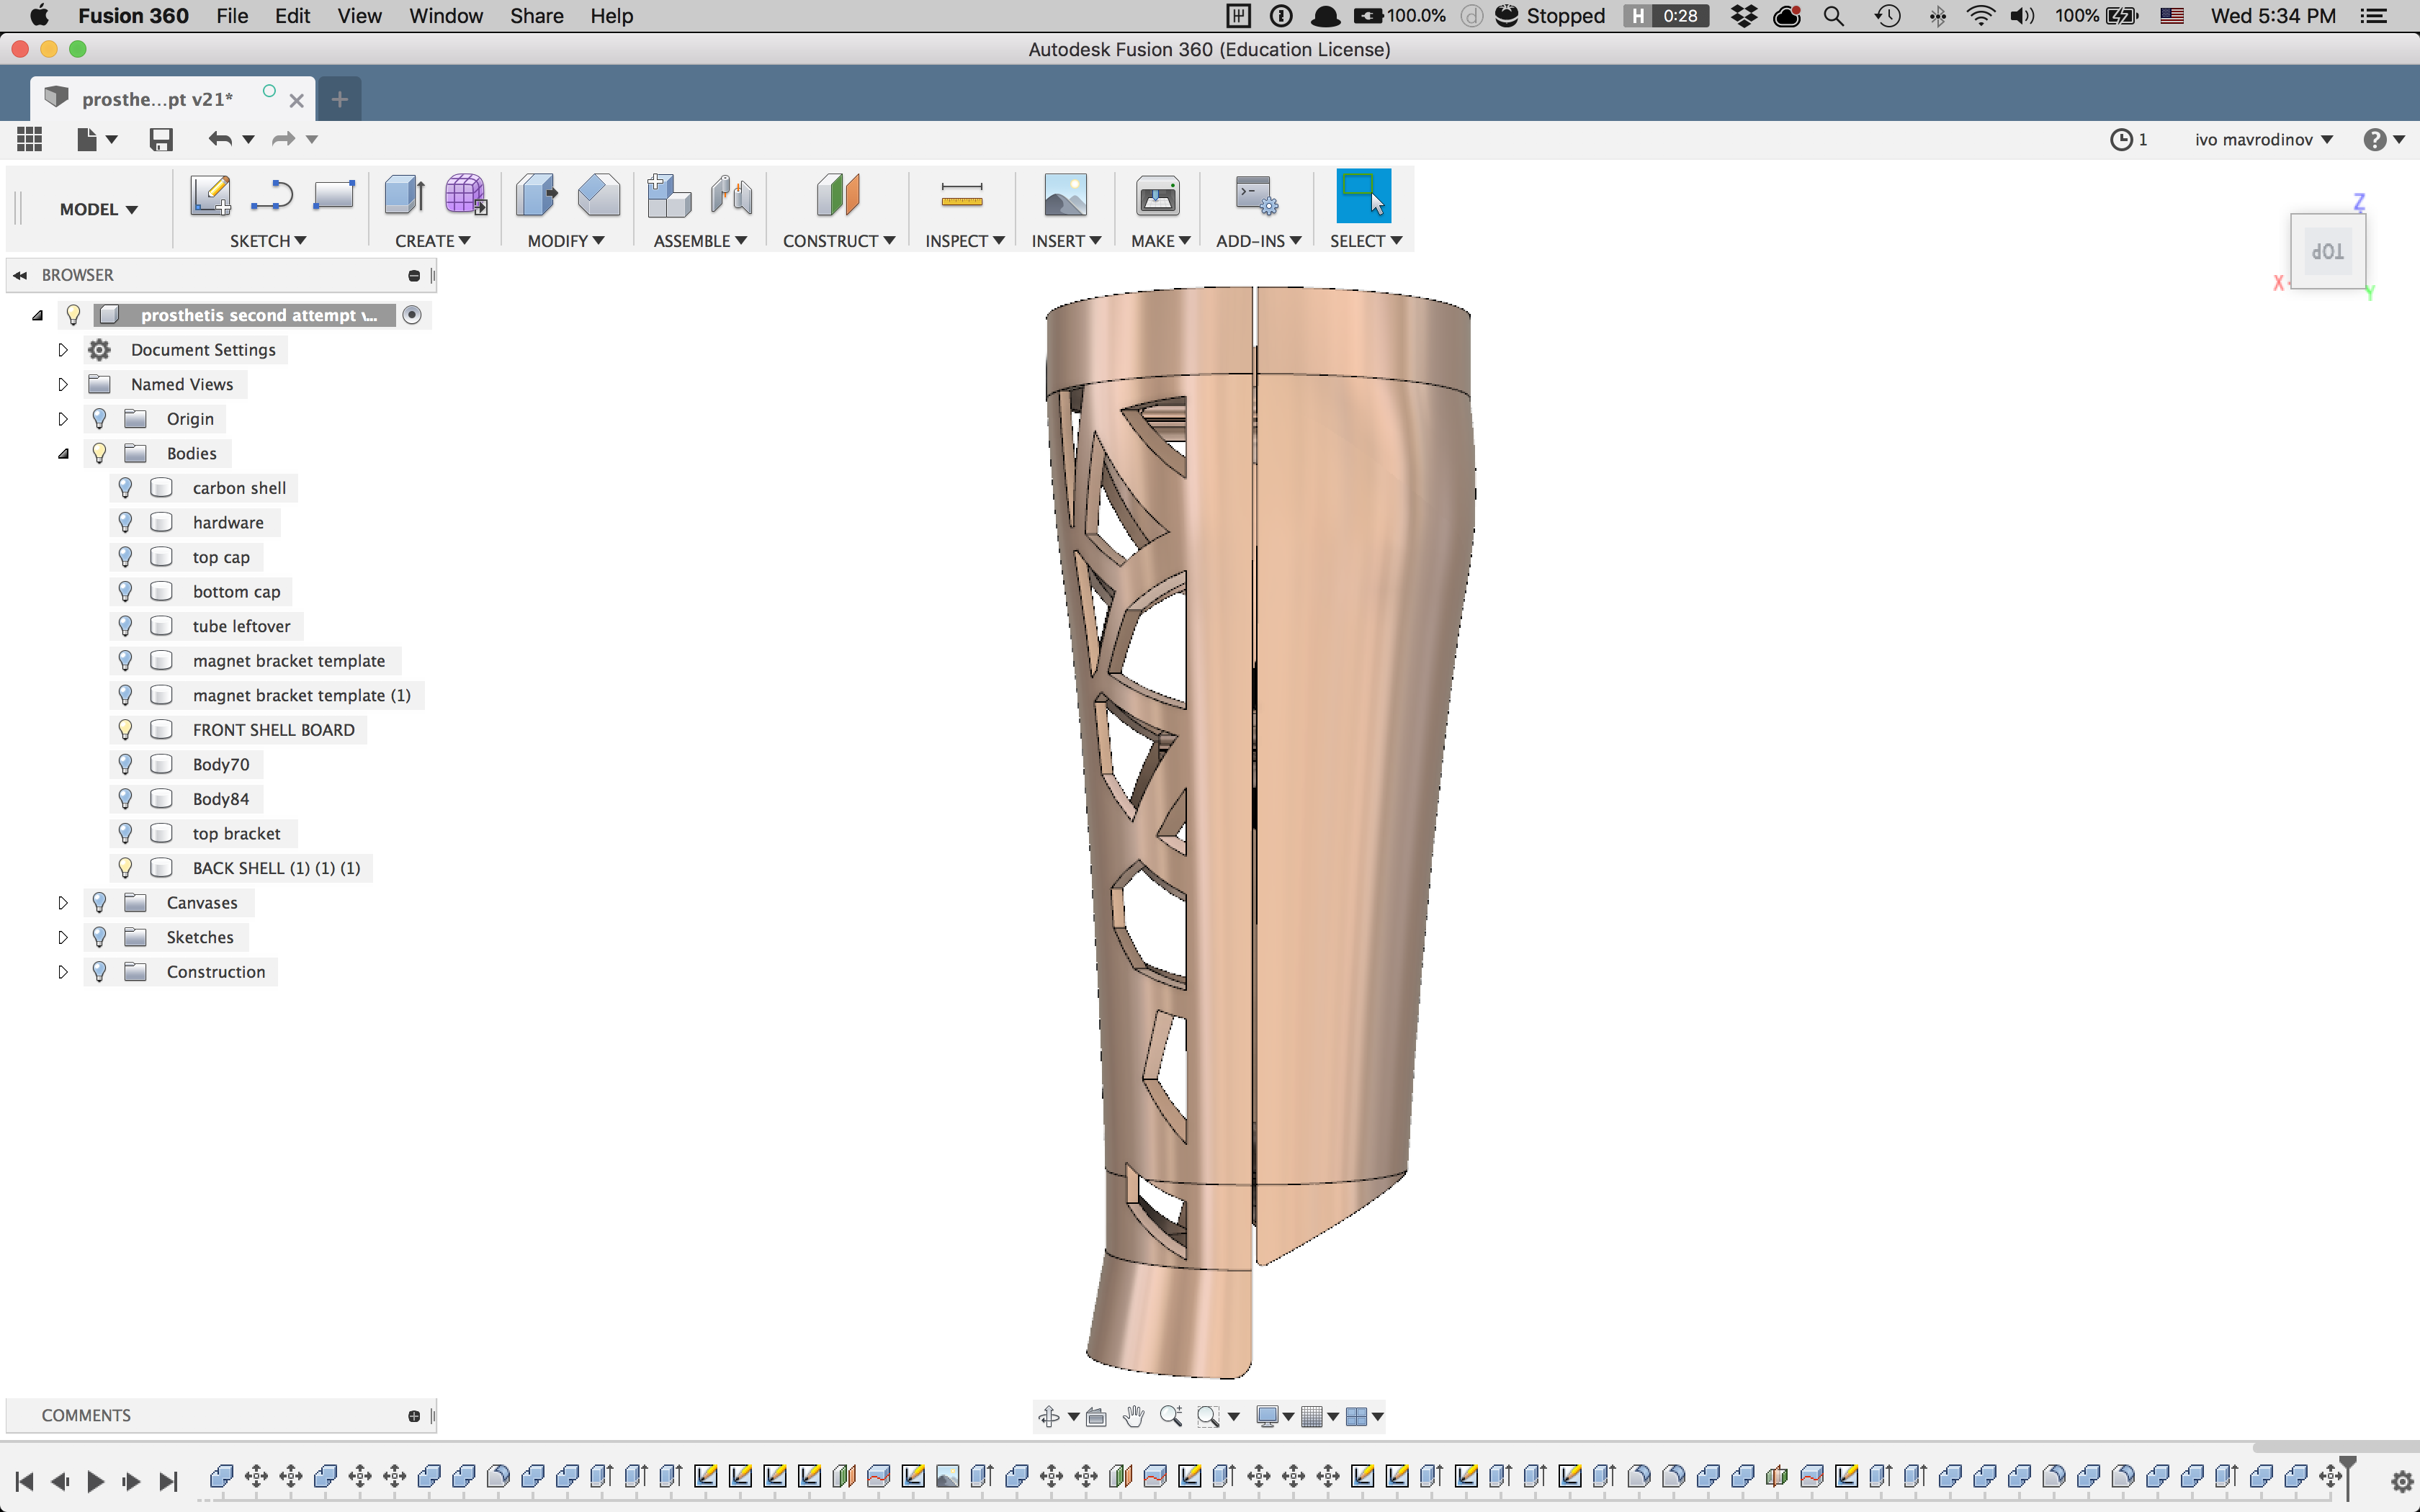 Fusion 360 File Edit View Window Share Help 100.0% Stopped H 0:28 100% Wed 5:34 PM
Autodesk Fusion 360 (Education License)
prosthe...pt v21*
1 ivo mavrodinov
MODEL
SKETCH CREATE MODIFY ASSEMBLE CONSTRUCT INSPECT INSERT MAKE ADD-INS SELECT
Z
TOP
X
Y
BROWSER
prosthetis second attempt v...
Document Settings
Named Views
Origin
Bodies
carbon shell
hardware
top cap
bottom cap
tube leftover
magnet bracket template
magnet bracket template (1)
FRONT SHELL BOARD
Body70
Body84
top bracket
BACK SHELL (1) (1) (1)
Canvases
Sketches
Construction
COMMENTS